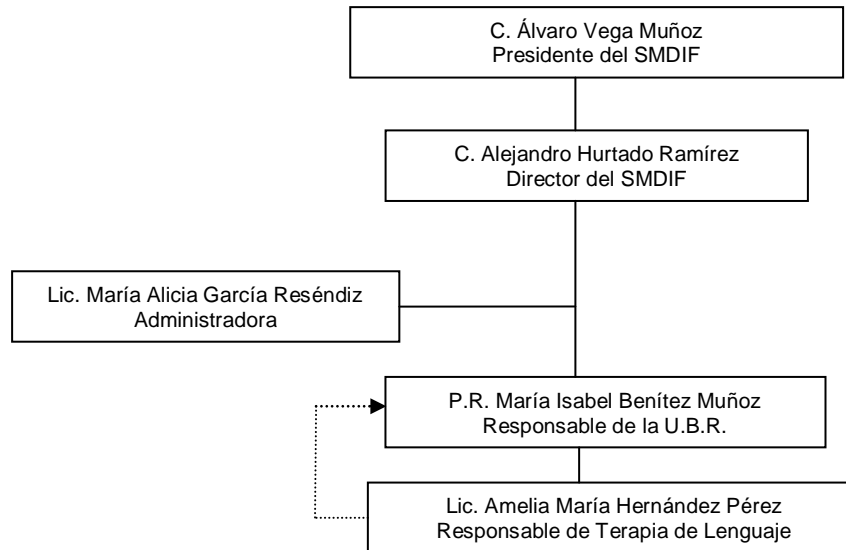 C. Álvaro Vega Muñoz
Presidente del SMDIF
C. Alejandro Hurtado Ramírez
Director del SMDIF
Lic. María Alicia García Reséndiz
Administradora
P.R. María Isabel Benítez Muñoz
Responsable de la U.B.R.
Lic. Amelia María Hernández Pérez
Responsable de Terapia de Lenguaje